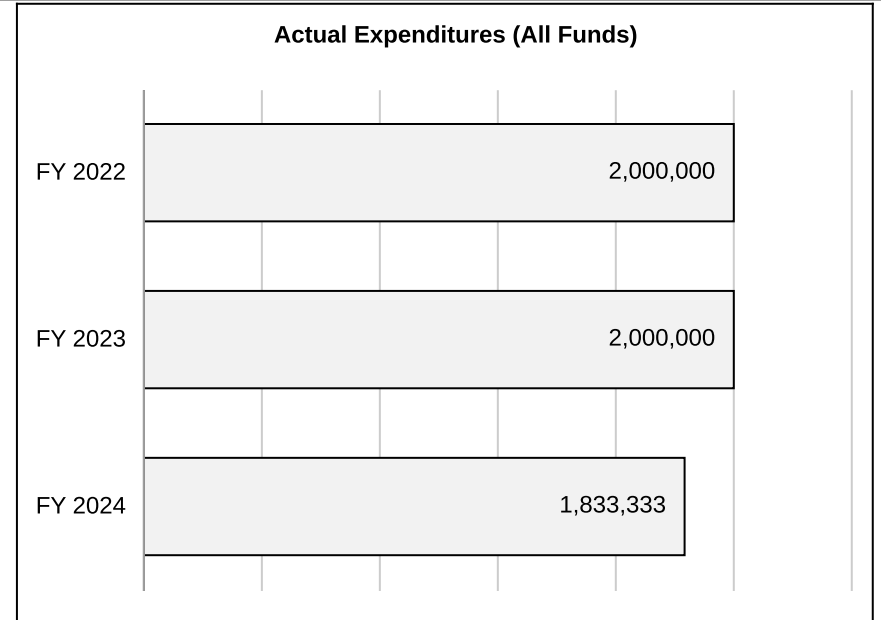 Actual Expenditures (All Funds)
FY 2022 2,000,000
FY 2023 2,000,000
FY 2024 1,833,333